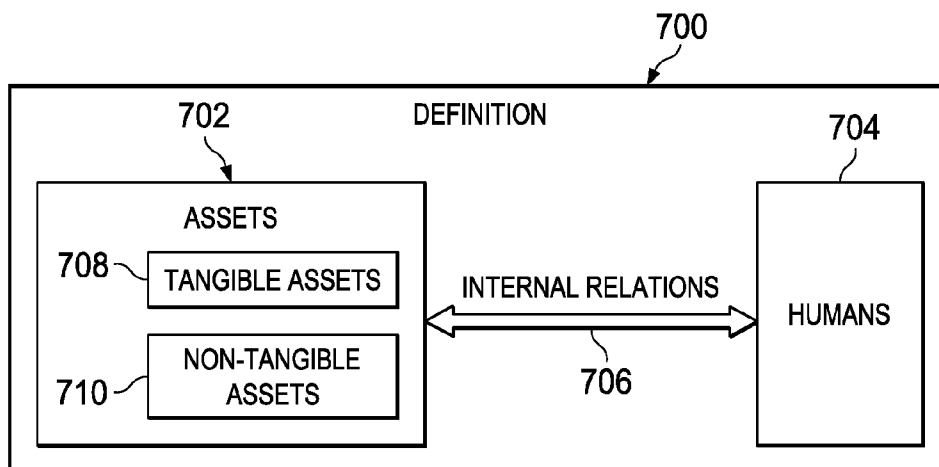 700
DEFINITION
702
704
ASSETS
708
TANGIBLE ASSETS
INTERNAL RELATIONS
HUMANS
706
710
NON-TANGIBLE
ASSETS